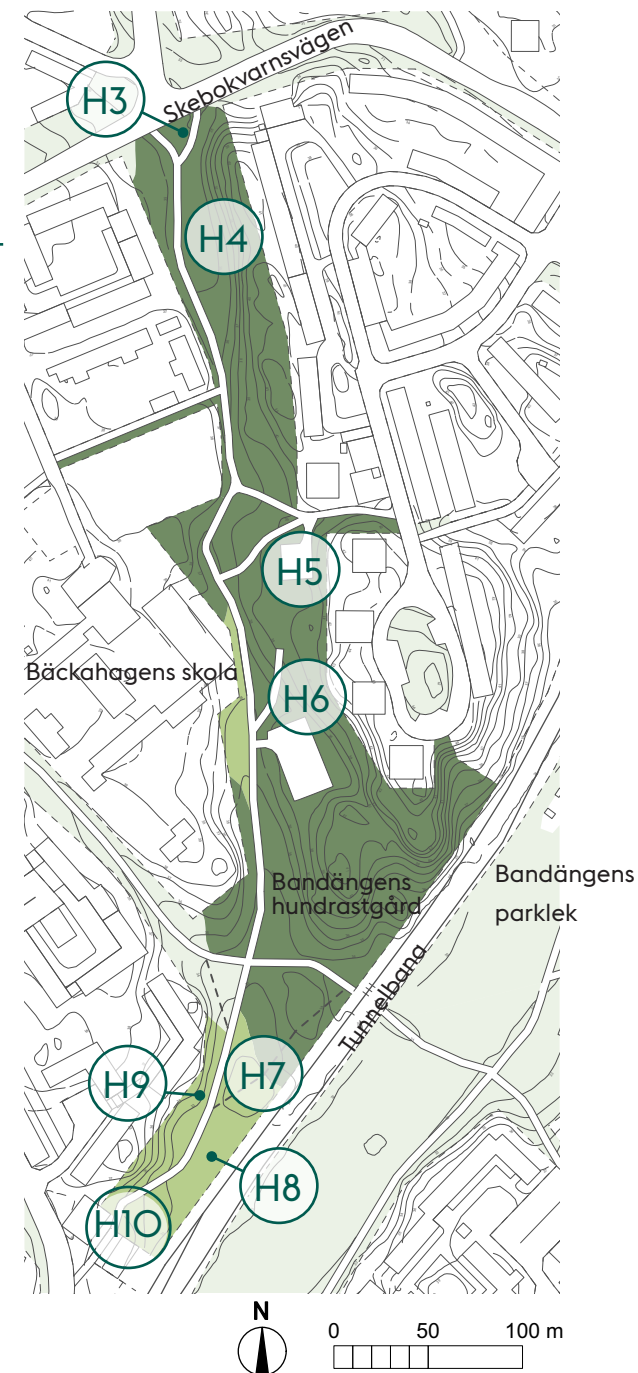 Skebokvarnsvägen
H3
H4
H5
Bäckahagens skola
H6
Bandängens
hundrastgård
Bandängens
parklek
Tunnelbana
H7
H9
H8
H10
N
0 50 100 m